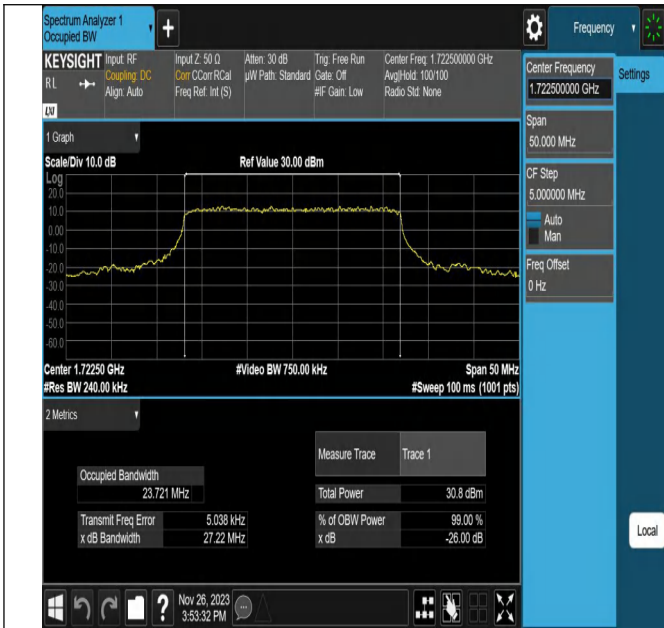 Spectrum Analyzer 1
Occupied BW
Frequency
KEYSIGHT
RL
LXI
Input: RF
Coupling: DC
Align: Auto
Input Z: 50 Ω
Corr CCorr RCal
Freq Ref: Int (S)
Atten: 30 dB
µW Path: Standard
Trig: Free Run
Gate: Off
#IF Gain: Low
Center Freq: 1.722500000 GHz
Avg|Hold: 100/100
Radio Std: None
Center Frequency
1.722500000 GHz
Settings
Span
50.000 MHz
CF Step
5.000000 MHz
Auto
Man
Freq Offset
0 Hz
Local
1 Graph
Scale/Div 10.0 dB
Ref Value 30.00 dBm
Log
20.0
10.0
0.00
-10.0
-20.0
-30.0
-40.0
-50.0
-60.0
Center 1.72250 GHz
#Video BW 750.00 kHz
Span 50 MHz
#Res BW 240.00 kHz
#Sweep 100 ms (1001 pts)
2 Metrics
Measure Trace
Trace 1
Occupied Bandwidth
23.721 MHz
Total Power
30.8 dBm
Transmit Freq Error
5.038 kHz
% of OBW Power
99.00 %
x dB Bandwidth
27.22 MHz
x dB
-26.00 dB
Nov 26, 2023
3:53:32 PM